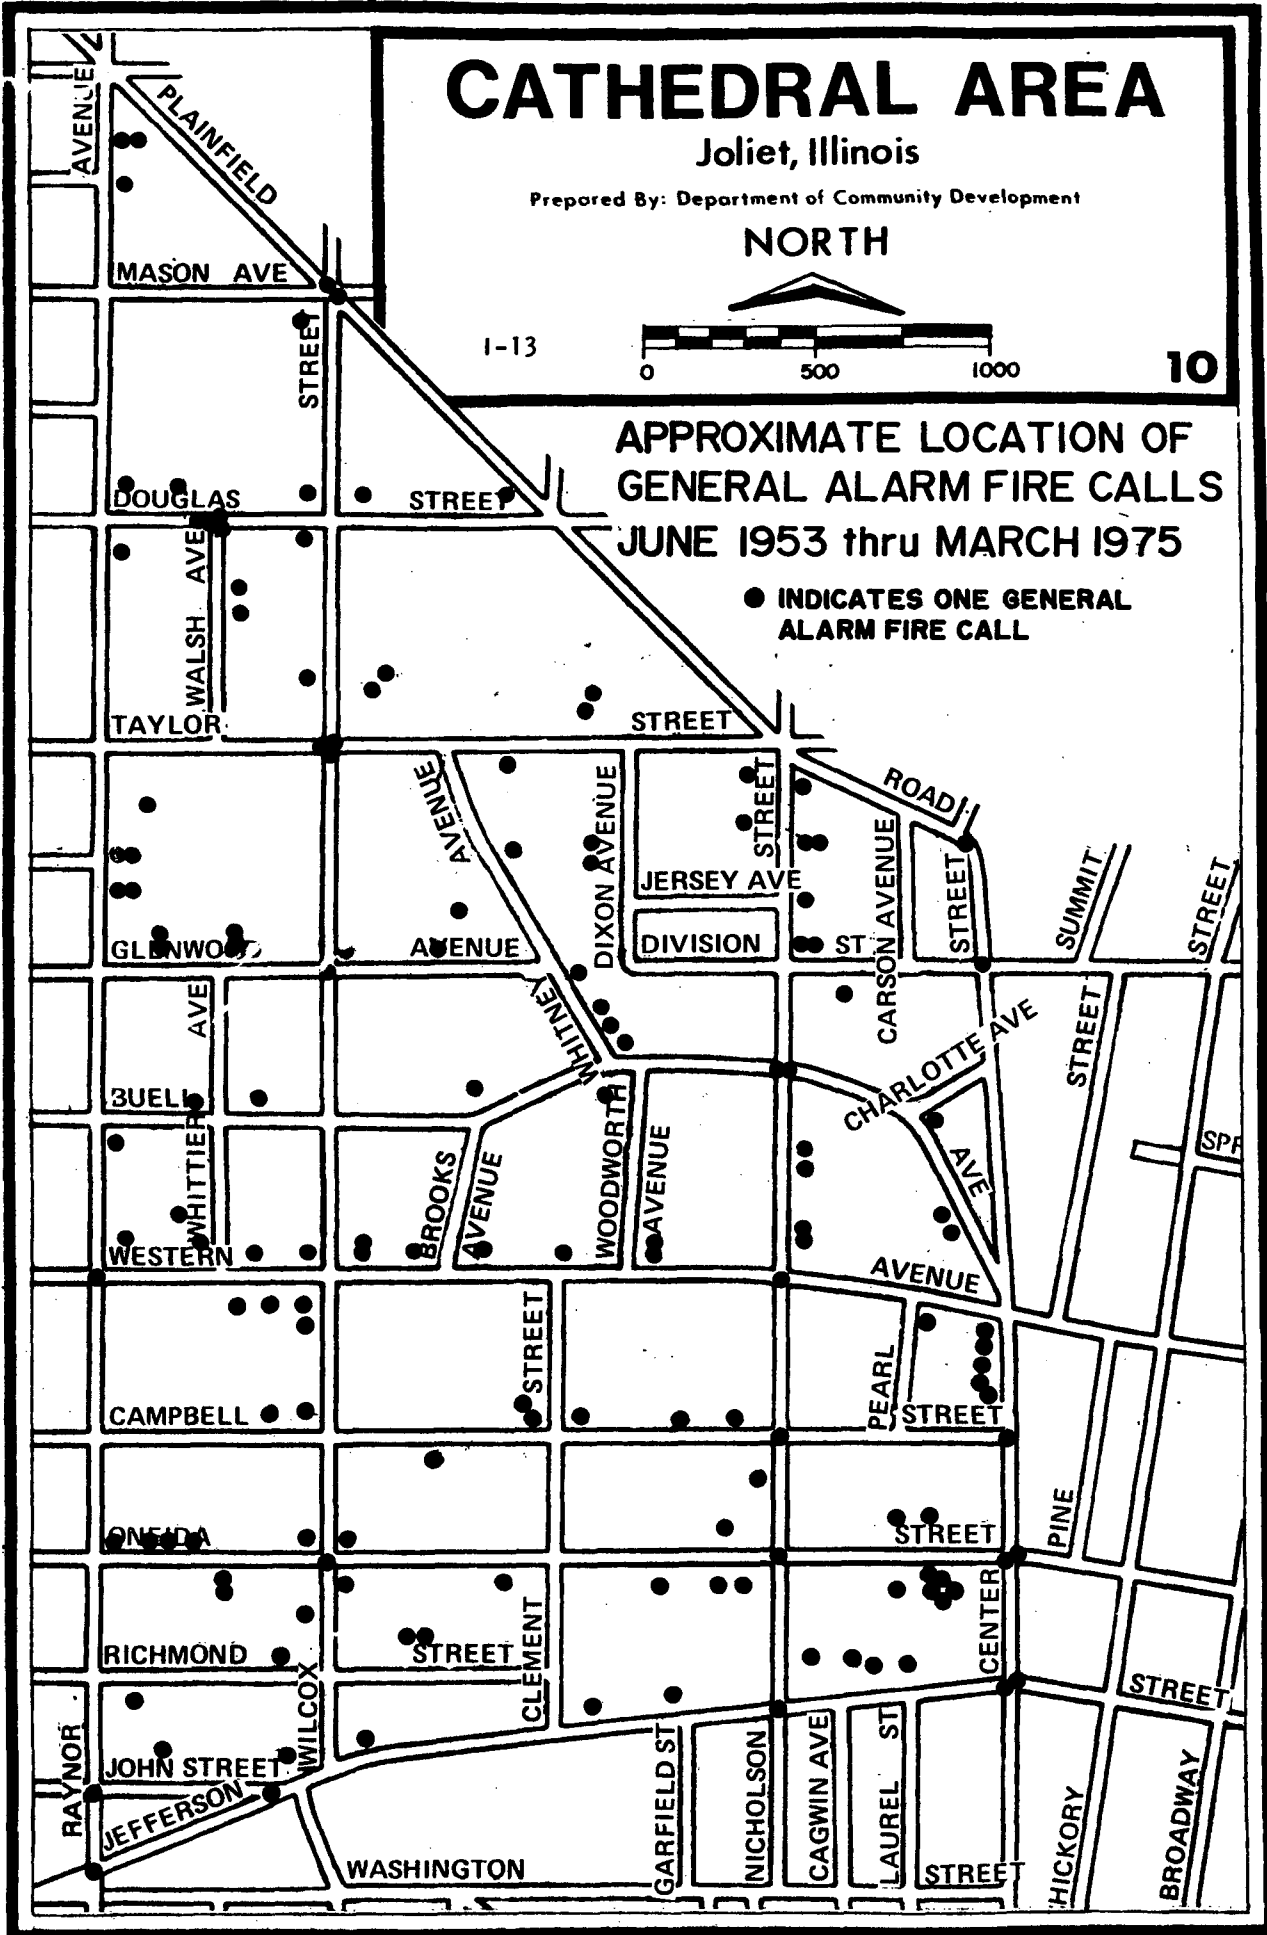 CATHEDRAL AREA
Joliet, Illinois
Prepared By: Department of Community Development
NORTH
I-13
0 500 1000
10
APPROXIMATE LOCATION OF
GENERAL ALARM FIRE CALLS
JUNE 1953 thru MARCH 1975
INDICATES ONE GENERAL
ALARM FIRE CALL
AVENUE
PLAINFIELD
MASON AVE
STREET
DOUGLAS STREET
WALSH AVE
TAYLOR STREET
AVENUE
DIXON AVENUE
STREET
ROAD
JERSEY AVE
CARSON AVENUE
STREET
SUMMIT
STREET
GLENWOOD AVENUE
DIVISION ST
AVE
WHITNEY
STREET
CHARLOTTE AVE
BUELL
WHITTIER
BROOKS
AVENUE
WOODWORTH
AVENUE
AVE
SPR
WESTERN AVENUE
STREET
PEARL
CAMPBELL STREET
PINE
ONEIDA STREET
CENTER
CLEMENT
RICHMOND STREET
STREET
WILCOX
RAYNOR
JOHN STREET
JEFFERSON
GARFIELD ST
NICHOLSON
CAGWIN AVE
LAUREL ST
HICKORY
BROADWAY
WASHINGTON STREET